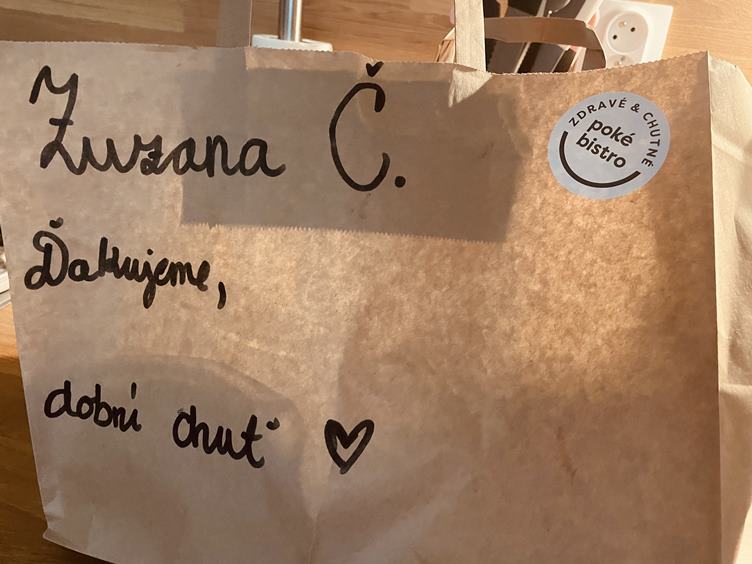 Zuzana Č.
ZDRAVÉ & CHUTNÉ
poké
bistro
Ďakujeme,
dobrú chuť ♥